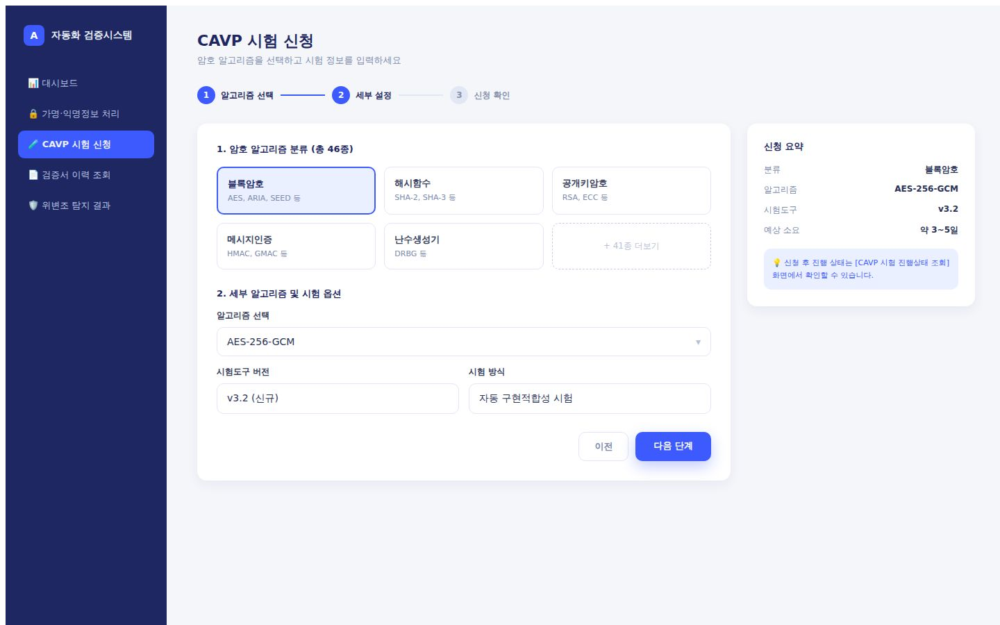 A 자동화 검증시스템
📊 대시보드
🔒 가명·익명정보 처리
🧪 CAVP 시험 신청
📄 검증서 이력 조회
🛡️ 위변조 탐지 결과
CAVP 시험 신청
암호 알고리즘을 선택하고 시험 정보를 입력하세요
1 알고리즘 선택 2 세부 설정 3 신청 확인
1. 암호 알고리즘 분류 (총 46종)
블록암호
AES, ARIA, SEED 등
해시함수
SHA-2, SHA-3 등
공개키암호
RSA, ECC 등
메시지인증
HMAC, GMAC 등
난수생성기
DRBG 등
+ 41종 더보기
2. 세부 알고리즘 및 시험 옵션
알고리즘 선택
AES-256-GCM ▼
시험도구 버전
v3.2 (신규)
시험 방식
자동 구현적합성 시험
이전
다음 단계
신청 요약
분류 블록암호
알고리즘 AES-256-GCM
시험도구 v3.2
예상 소요 약 3~5일
💡 신청 후 진행 상태는 [CAVP 시험 진행상태 조회]
화면에서 확인할 수 있습니다.